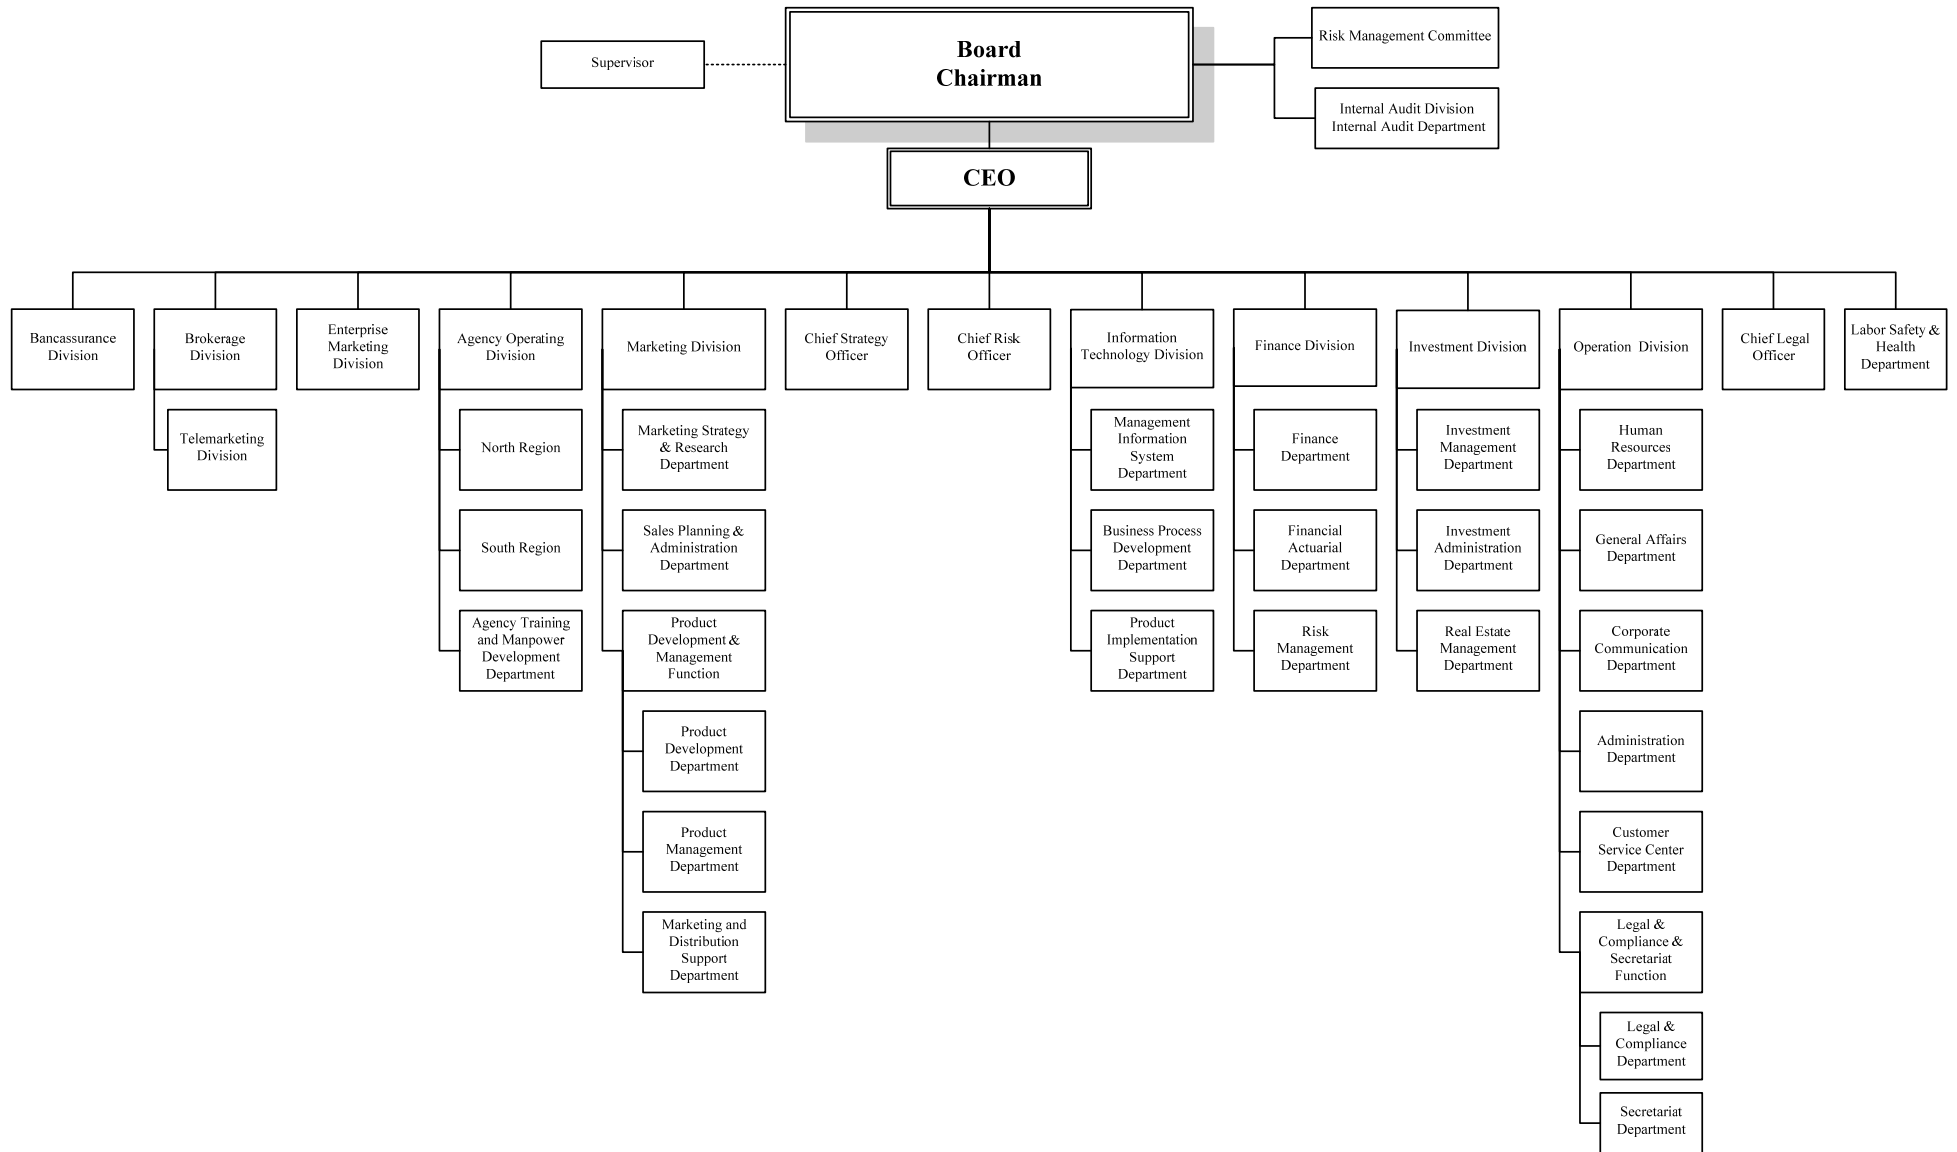 Board
Chairman
Supervisor
Risk Management Committee
Internal Audit Division
Internal Audit Department
CEO
Bancassurance
Division
Brokerage
Division
Telemarketing
Division
Enterprise
Marketing
Division
Agency Operating
Division
North Region
South Region
Agency Training
and Manpower
Development
Department
Marketing Division
Marketing Strategy
& Research
Department
Sales Planning &
Administration
Department
Product
Development &
Management
Function
Product
Development
Department
Product
Management
Department
Marketing and
Distribution
Support
Department
Chief Strategy
Officer
Chief Risk
Officer
Information
Technology Division
Management
Information
System
Department
Business Process
Development
Department
Product
Implementation
Support
Department
Finance Division
Finance
Department
Financial
Actuarial
Department
Risk
Management
Department
Investment Division
Investment
Management
Department
Investment
Administration
Department
Real Estate
Management
Department
Operation Division
Human
Resources
Department
General Affairs
Department
Corporate
Communication
Department
Administration
Department
Customer
Service Center
Department
Legal &
Compliance &
Secretariat
Function
Legal &
Compliance
Department
Secretariat
Department
Chief Legal
Officer
Labor Safety &
Health
Department